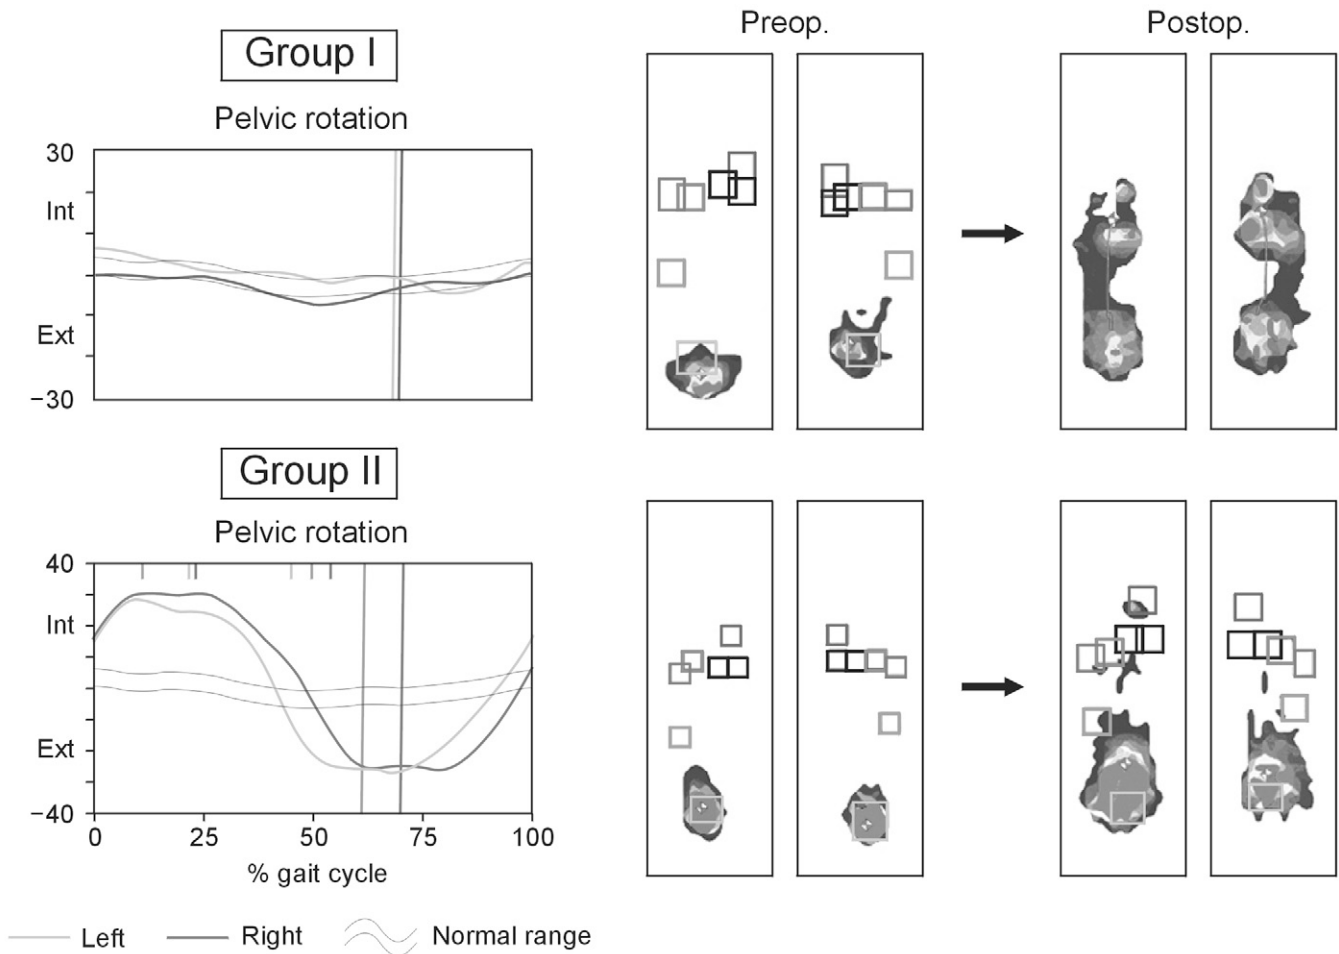 Preop.
Postop.
Group I
Pelvic rotation
30
Int
Ext
−30
Group II
Pelvic rotation
40
Int
Ext
−40
0 25 50 75 100
% gait cycle
Left Right Normal range